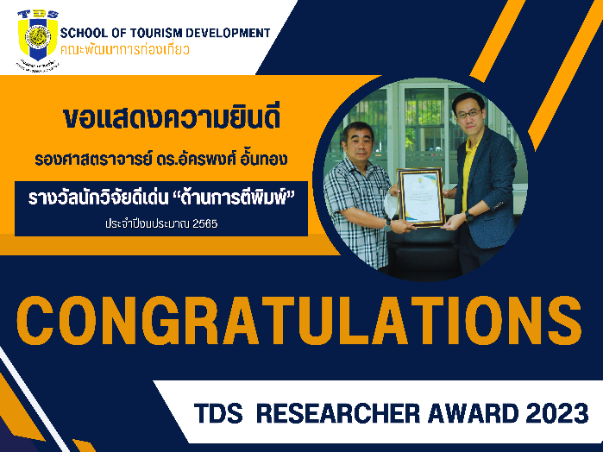 TDS
SCHOOL OF TOURISM DEVELOPMENT
คณะพัฒนาการท่องเที่ยว
ขอแสดงความยินดี
รองศาสตราจารย์ ดร.อัครพงศ์ อั้นทอง
รางวัลนักวิจัยดีเด่น “ด้านการตีพิมพ์”
ประจำปีงบประมาณ 2565
CONGRATULATIONS
TDS RESEARCHER AWARD 2023